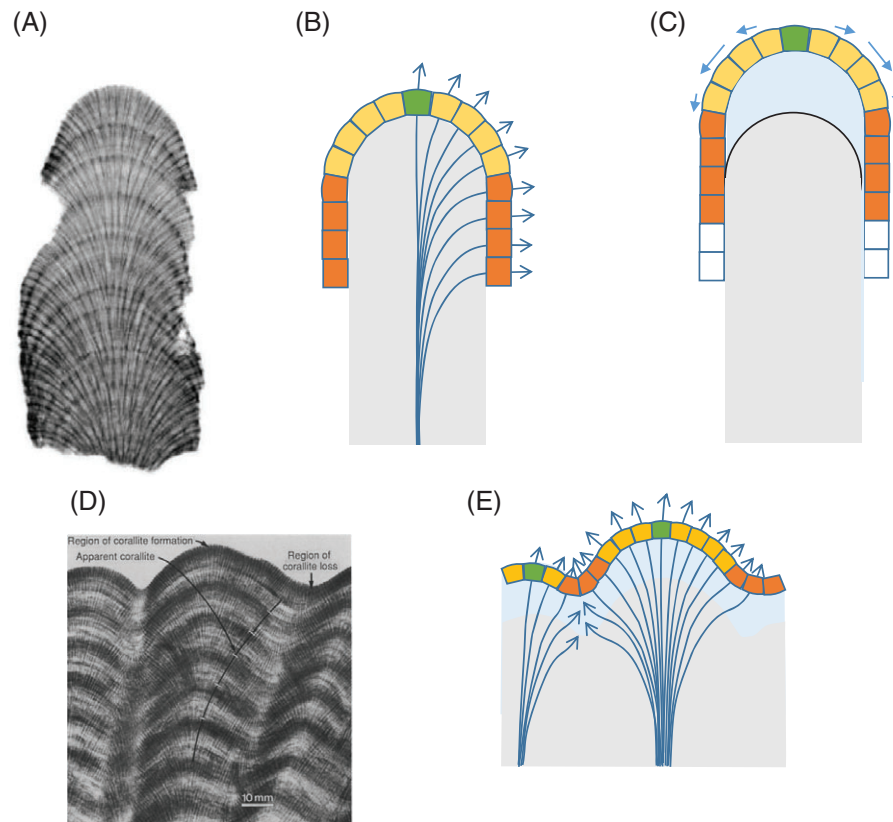 (A)
(B)
(C)
(D)
Region of corallite formation
Apparent corallite
Region of
corallite loss
10 mm
(E)